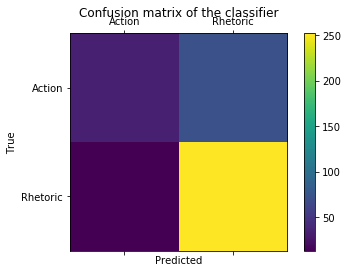 Confusion matrix of the classifier
Action Rhetoric
True
Action
Rhetoric
Predicted
250
200
150
100
50